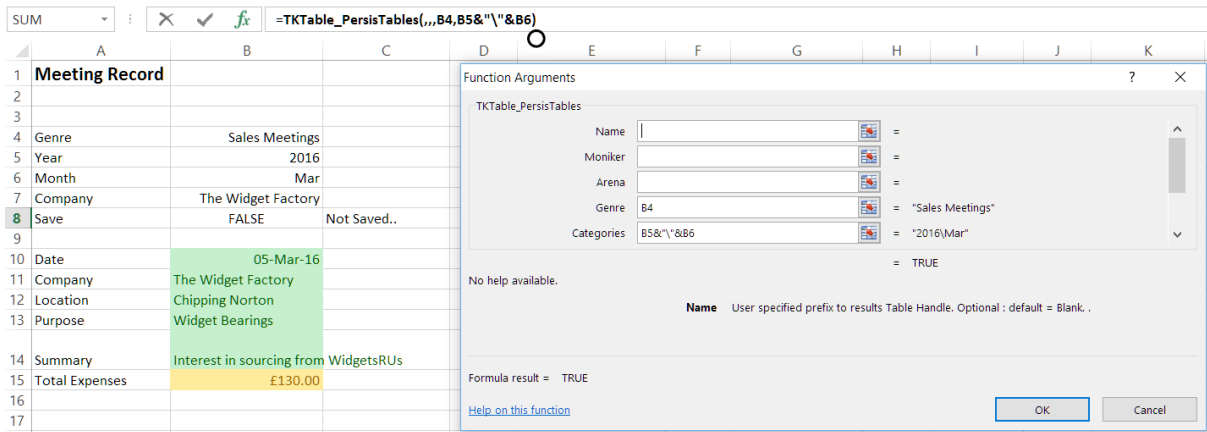 SUM =TKTable_PersisTables(,,,B4,B5&"\"&B6)
A B C D E F G H I J K
Function Arguments ? ×
1 Meeting Record
TKTable_PersisTables
2
Name =
3
4 Genre Sales Meetings
Moniker =
5 Year 2016
6 Month Mar
Arena =
7 Company The Widget Factory
Genre B4 = "Sales Meetings"
8 Save FALSE Not Saved..
Categories B5&"\"&B6 = "2016\Mar"
9
10 Date 05-Mar-16
= TRUE
11 Company The Widget Factory
No help available.
12 Location Chipping Norton
Name User specified prefix to results Table Handle. Optional : default = Blank. .
13 Purpose Widget Bearings
14 Summary Interest in sourcing from WidgetsRUs
15 Total Expenses £130.00
Formula result = TRUE
16
Help on this function OK Cancel
17